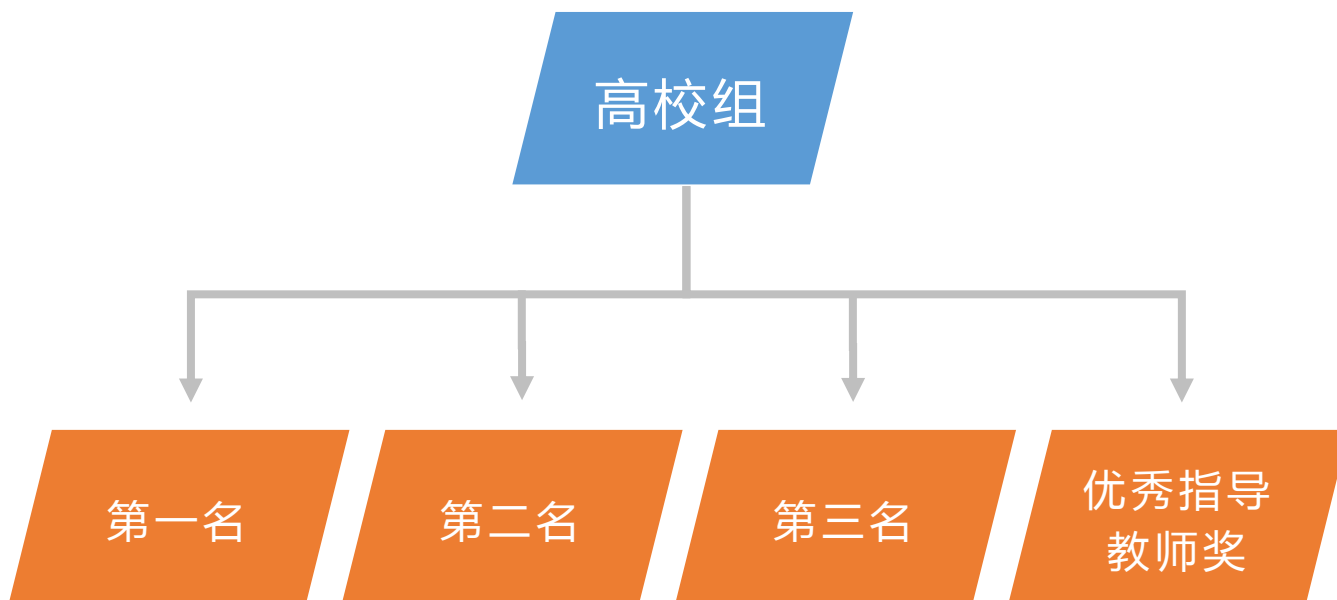 高校组
第一名
第二名
第三名
优秀指导
教师奖